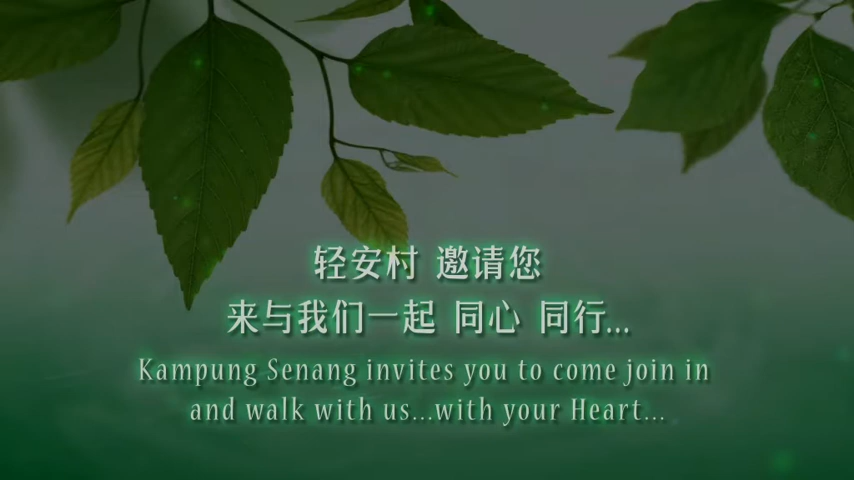 轻安村 邀请您
来与我们一起 同心 同行...
Kampung Senang invites you to come join in
and walk with us...with your Heart...